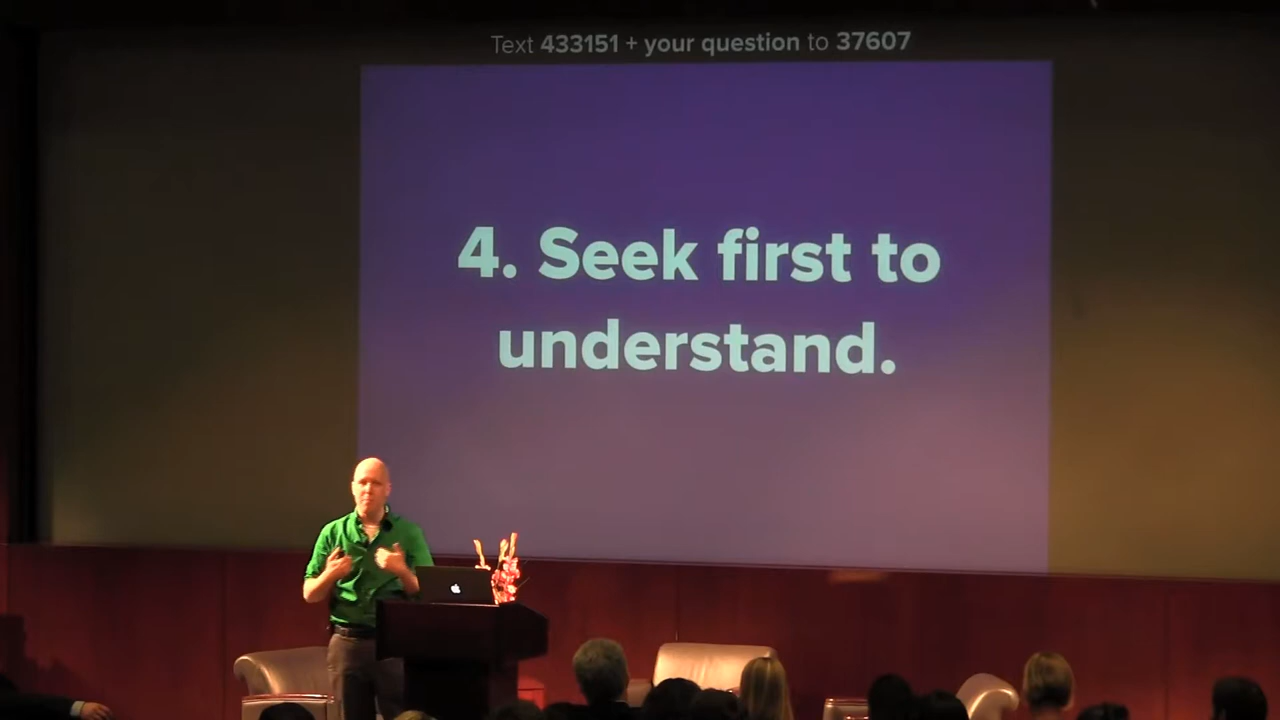 Text 433151 + your question to 37607
4. Seek first to
understand.